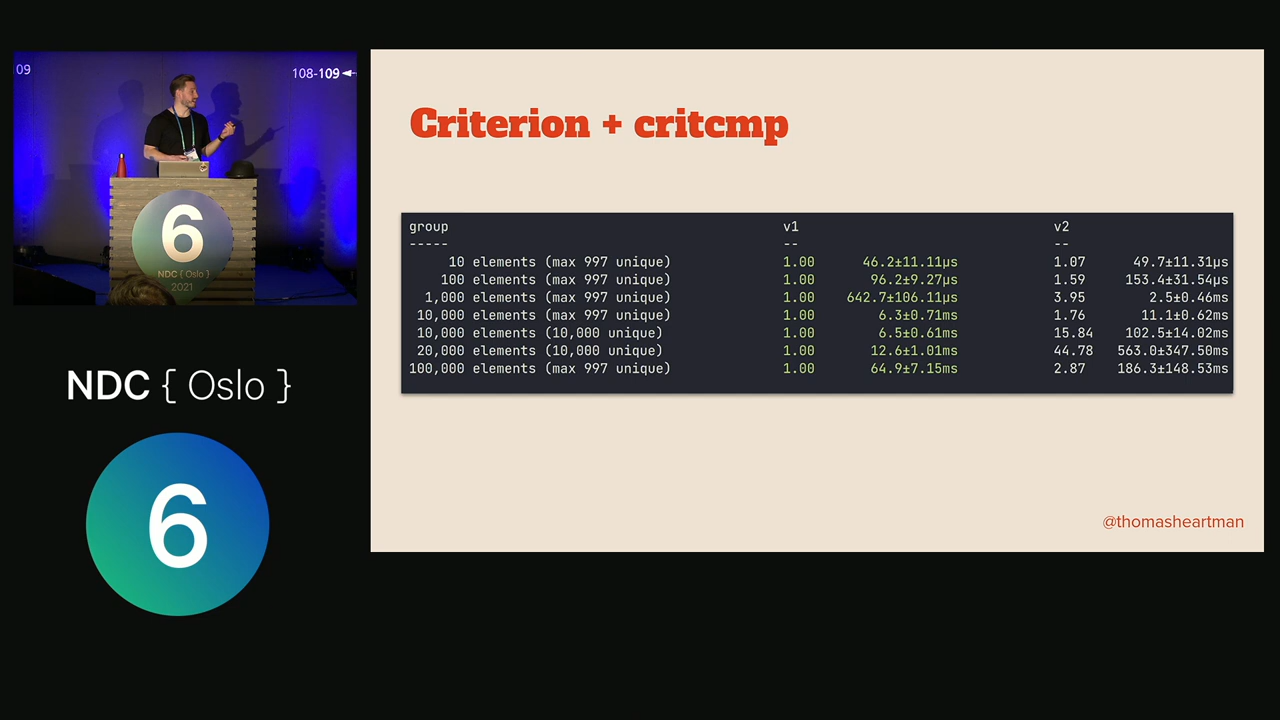 09
108-109
6
NDC { Oslo }
2021
NDC { Oslo }
6
Criterion + critcmp
group v1 v2
----- -- --
10 elements (max 997 unique) 1.00 46.2±11.11µs 1.07 49.7±11.31µs
100 elements (max 997 unique) 1.00 96.2±9.27µs 1.59 153.4±31.54µs
1,000 elements (max 997 unique) 1.00 642.7±106.11µs 3.95 2.5±0.46ms
10,000 elements (max 997 unique) 1.00 6.3±0.71ms 1.76 11.1±0.62ms
10,000 elements (10,000 unique) 1.00 6.5±0.61ms 15.84 102.5±14.02ms
20,000 elements (10,000 unique) 1.00 12.6±1.01ms 44.78 563.0±347.50ms
100,000 elements (max 997 unique) 1.00 64.9±7.15ms 2.87 186.3±148.53ms
@thomasheartman